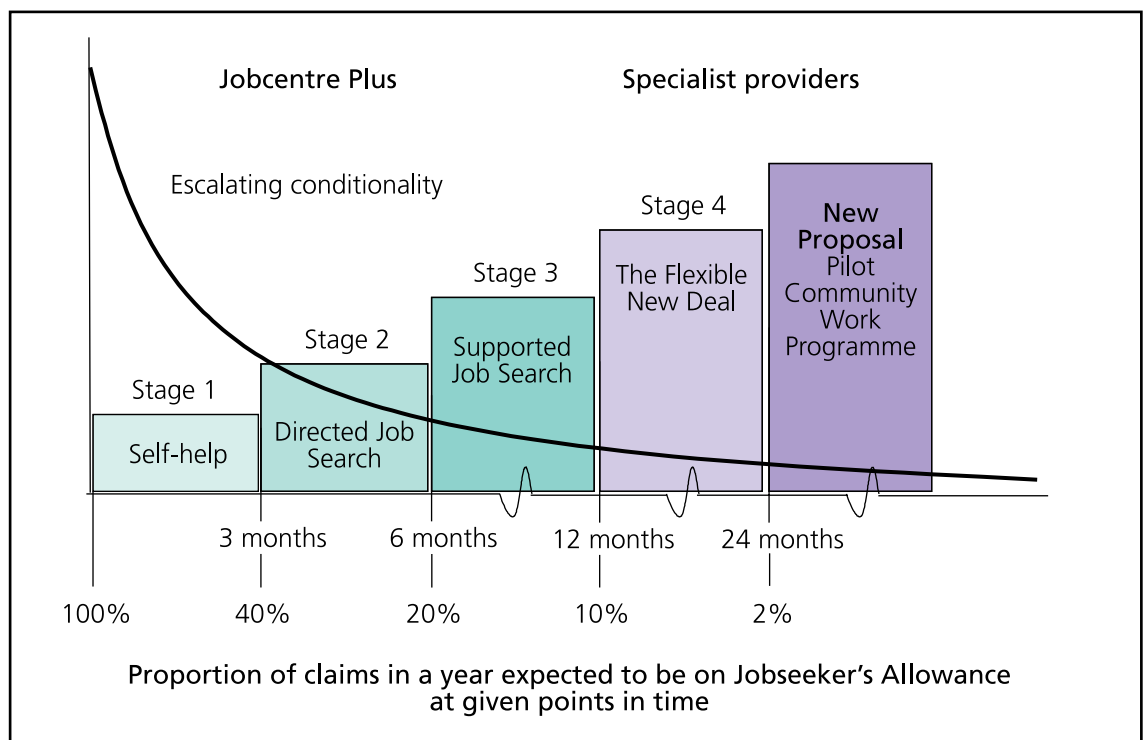 Jobcentre Plus
Specialist providers
Escalating conditionality
Stage 1
Self-help
Stage 2
Directed Job
Search
Stage 3
Supported
Job Search
Stage 4
The Flexible
New Deal
New
Proposal
Pilot
Community
Work
Programme
3 months
6 months
12 months
24 months
100%
40%
20%
10%
2%
Proportion of claims in a year expected to be on Jobseeker's Allowance
at given points in time